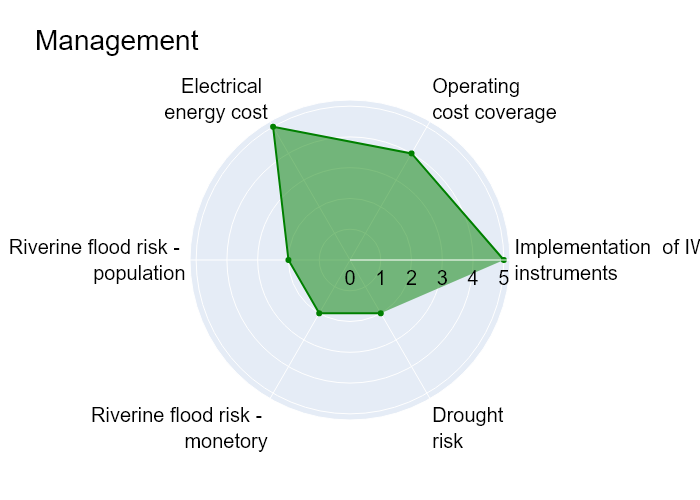 Management
Electrical
energy cost
Operating
cost coverage
Riverine flood risk -
population
Implementation  of
instruments
0 1 2 3 4 5
Riverine flood risk -
monetory
Drought
risk